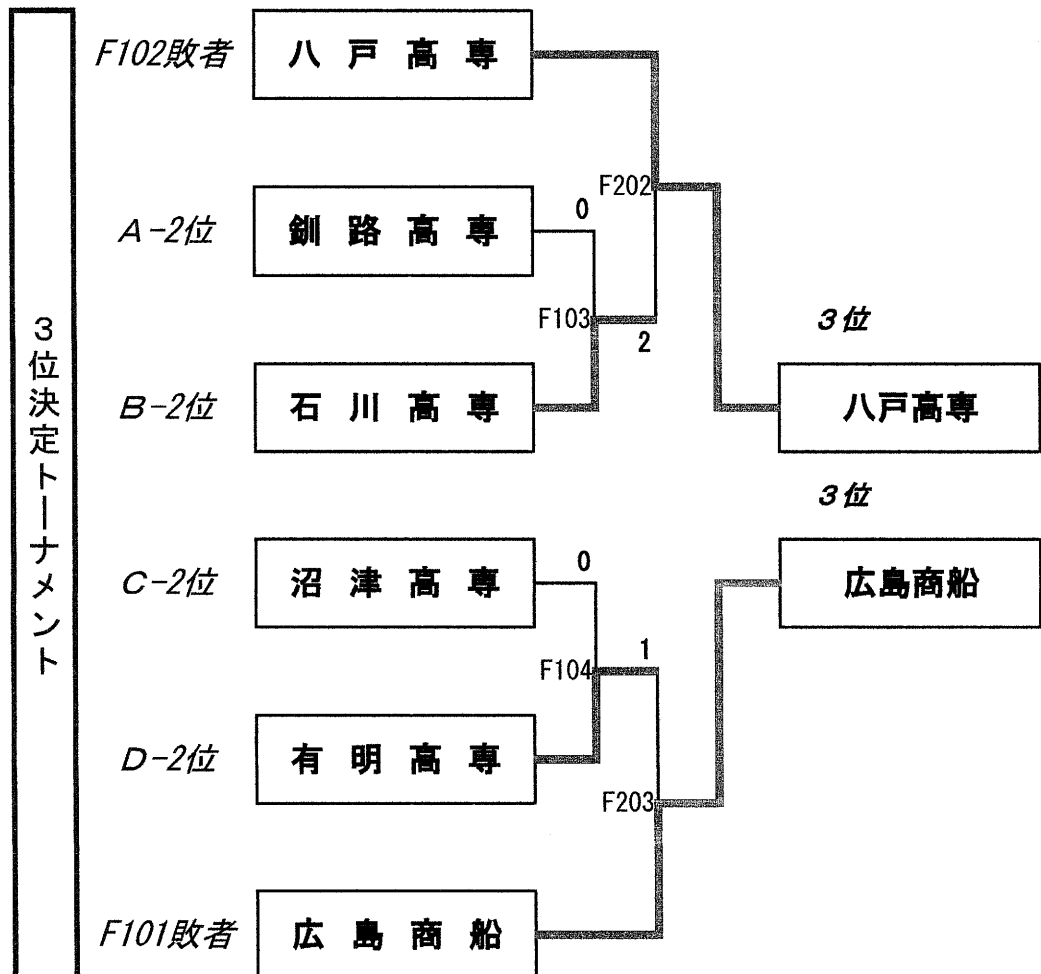 3位決定トーナメント
F102敗者
八戸高専
A-2位
釧路高専
0
F202
F103
2
B-2位
石川高専
3位
八戸高専
3位
広島商船
C-2位
沼津高専
0
F104
1
D-2位
有明高専
F203
F101敗者
広島商船